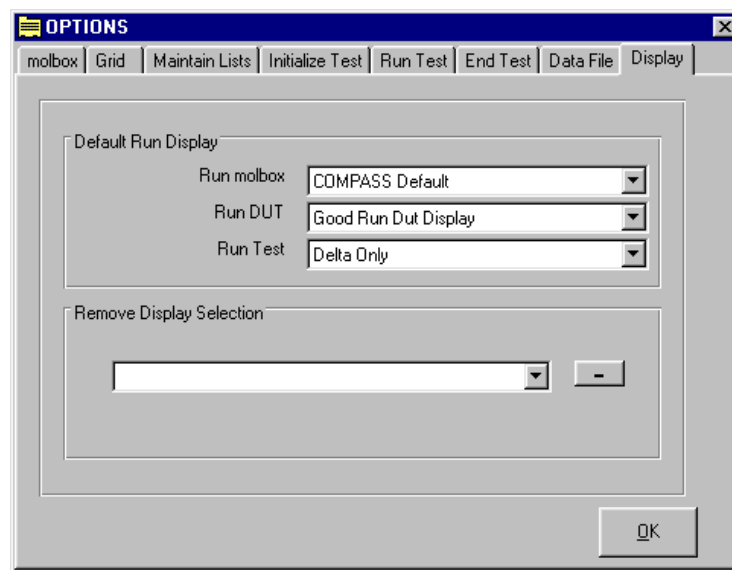 OPTIONS
molbox Grid Maintain Lists Initialize Test Run Test End Test Data File Display
Default Run Display
Run molbox COMPASS Default
Run DUT Good Run Dut Display
Run Test Delta Only
Remove Display Selection
-
OK